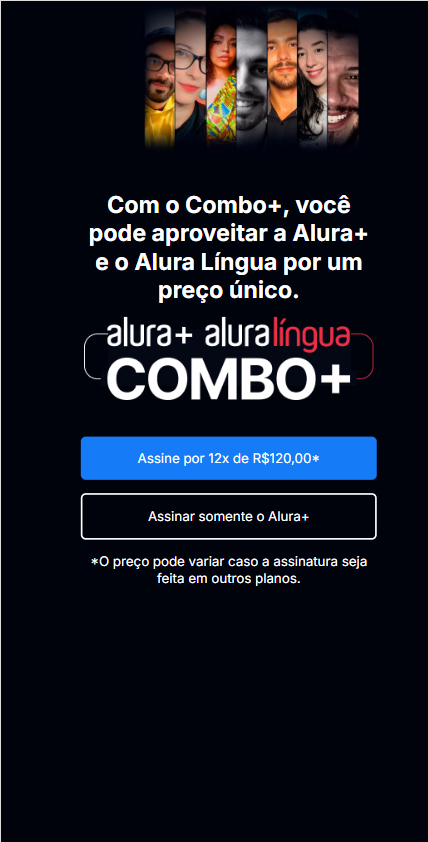 Com o Combo+, você
pode aproveitar a Alura+
e o Alura Língua por um
preço único.
alura+ aluralíngua
COMBO+
Assine por 12x de R$120,00*
Assinar somente o Alura+
*O preço pode variar caso a assinatura seja
feita em outros planos.